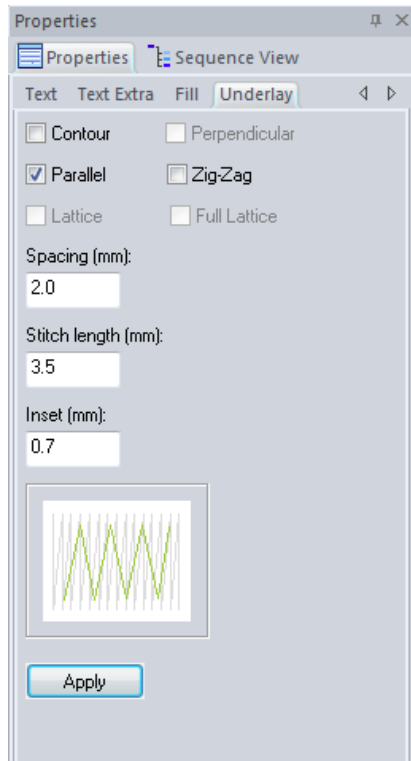 Properties
Properties Sequence View
Text Text Extra Fill Underlay
Contour Perpendicular
Parallel Zig-Zag
Lattice Full Lattice
Spacing (mm):
2.0
Stitch length (mm):
3.5
Inset (mm):
0.7
Apply